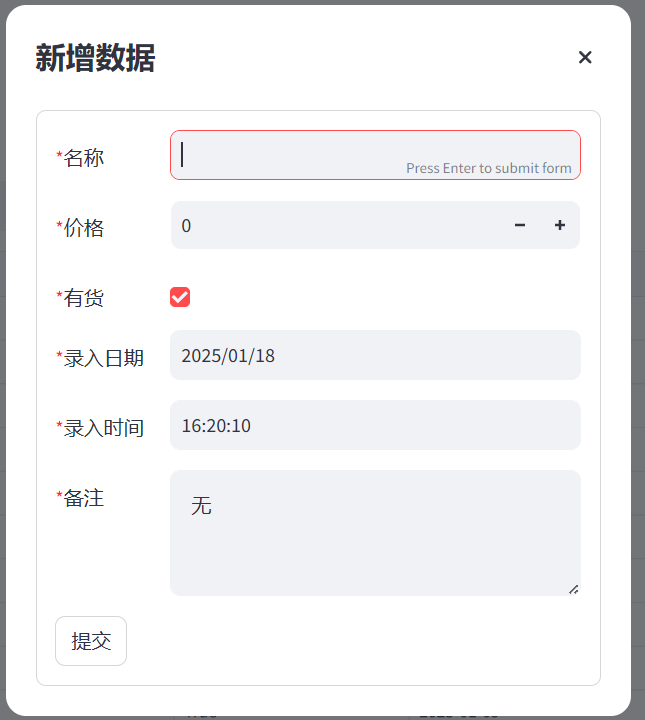 新增数据
*名称
Press Enter to submit form
*价格 0
*有货
*录入日期 2025/01/18
*录入时间 16:20:10
*备注 无
提交